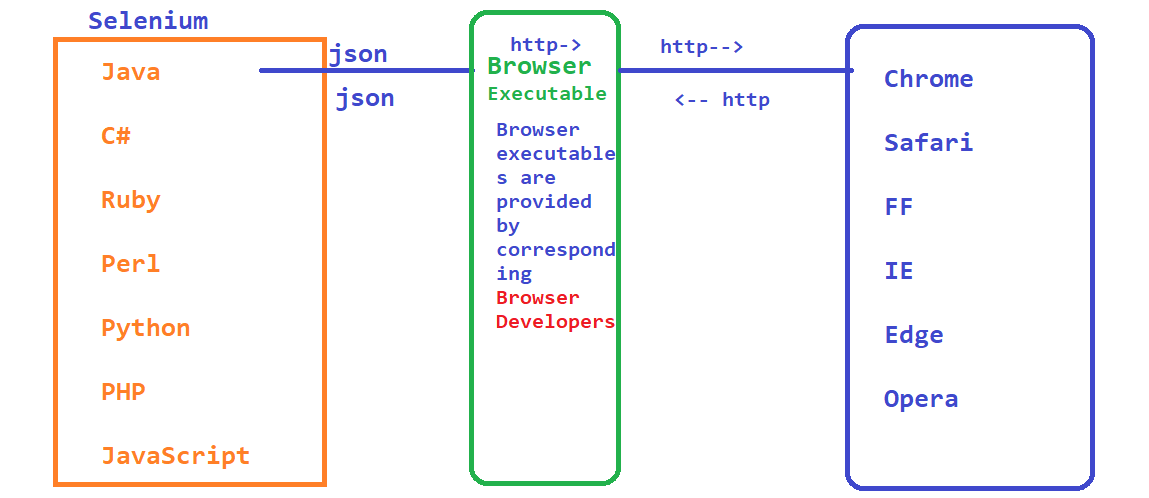 Selenium
Java
C#
Ruby
Perl
Python
PHP
JavaScript
json
json
http->
Browser
Executable
Browser
executable
s are
provided
by
correspond
ing
Browser
Developers
http-->
<-- http
Chrome
Safari
FF
IE
Edge
Opera